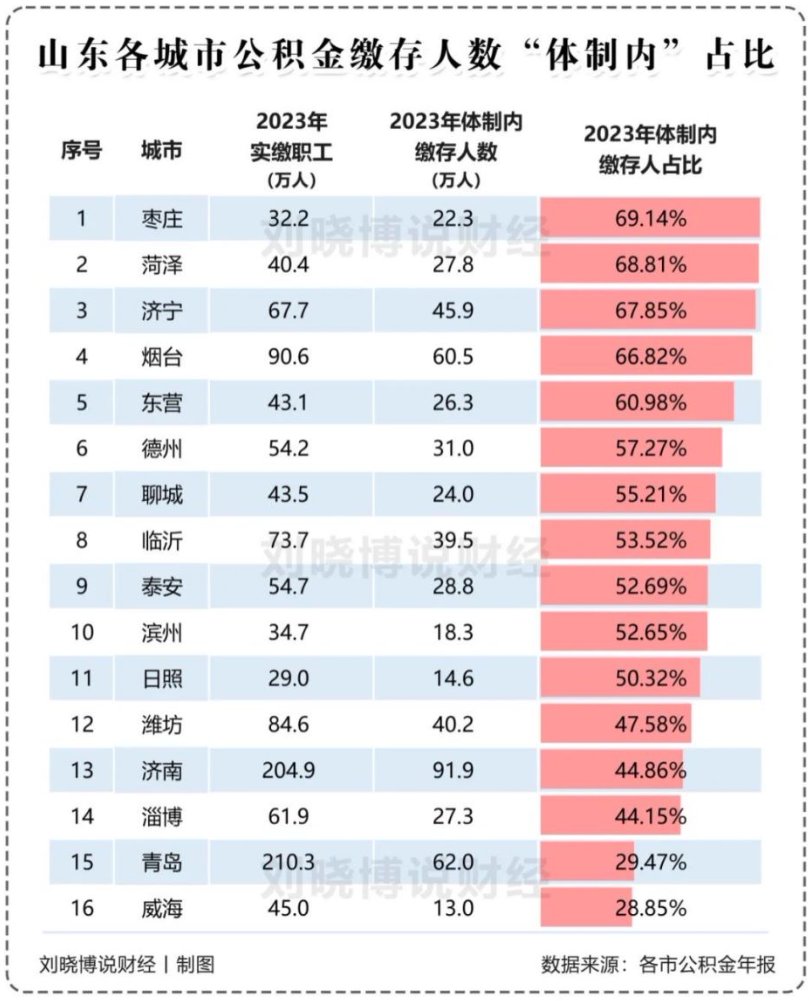 山东各城市公积金缴存人数“体制内”占比
序号 城市 2023年实缴职工(万人) 2023年体制内缴存人数(万人) 2023年体制内缴存人占比
1 枣庄 32.2 22.3 69.14%
2 菏泽 40.4 27.8 68.81%
3 济宁 67.7 45.9 67.85%
4 烟台 90.6 60.5 66.82%
5 东营 43.1 26.3 60.98%
6 德州 54.2 31.0 57.27%
7 聊城 43.5 24.0 55.21%
8 临沂 73.7 39.5 53.52%
9 泰安 54.7 28.8 52.69%
10 滨州 34.7 18.3 52.65%
11 日照 29.0 14.6 50.32%
12 潍坊 84.6 40.2 47.58%
13 济南 204.9 91.9 44.86%
14 淄博 61.9 27.3 44.15%
15 青岛 210.3 62.0 29.47%
16 威海 45.0 13.0 28.85%
刘晓博说财经
刘晓博说财经
刘晓博说财经
刘晓博说财经丨制图 数据来源：各市公积金年报